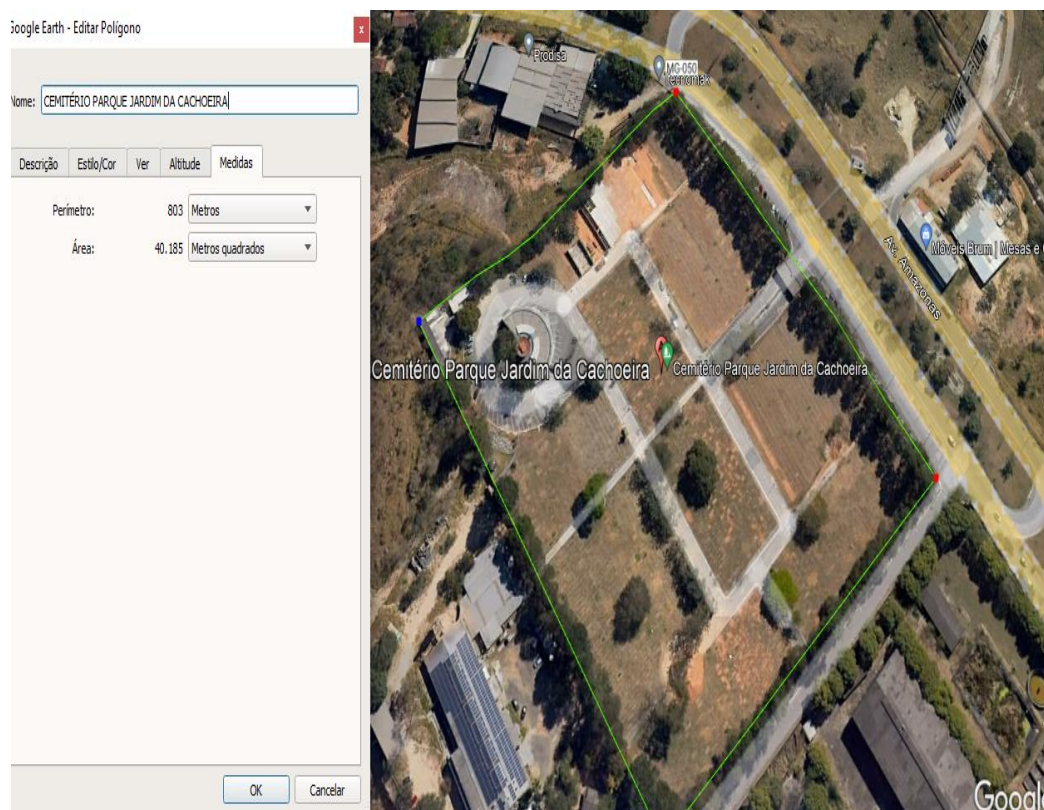 Google Earth - Editar Polígono
x
Nome: CEMITÉRIO PARQUE JARDIM DA CACHOEIRA
Descrição Estilo/Cor Ver Altitude Medidas
Perímetro: 803 Metros
Área: 40.185 Metros quadrados
OK Cancelar
Prodisa
MG-050
Tecnomak
Av. Amazonas
Móveis Brum | Mesas e
Cemitério Parque Jardim da Cachoeira
Cemitério Parque Jardim da Cachoeira
Googl